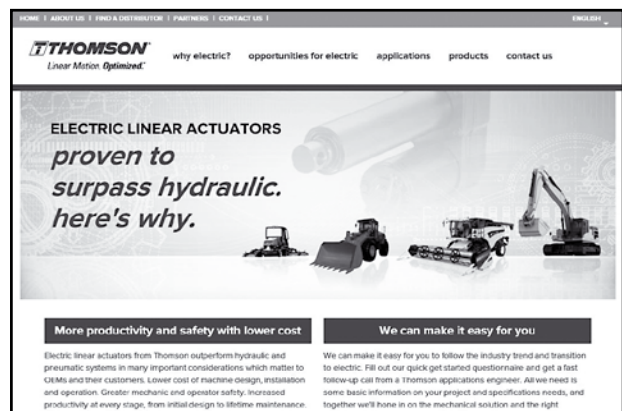 HOME | ABOUT US | FIND A DISTRIBUTOR | PARTNERS | CONTACT US |
ENGLISH
THOMSON
Linear Motion. Optimized.
why electric?
opportunities for electric
applications
products
contact us
ELECTRIC LINEAR ACTUATORS
proven to
surpass hydraulic.
here's why.
More productivity and safety with lower cost
Electric linear actuators from Thomson outperform hydraulic and
pneumatic systems in many important considerations which matter to
OEMs and their customers. Lower cost of machine design, installation
and operation. Greater mechanic and operator safety. Increased
productivity at every stage, from initial design to lifetime maintenance.
We can make it easy for you
We can make it easy for you to follow the industry trend and transition
to electric. Fill out our quick get started questionnaire and get a fast
follow-up call from a Thomson applications engineer. All we need is
some basic information on your project and specifications needs, and
together we'll hone in on the mechanical solution and the right